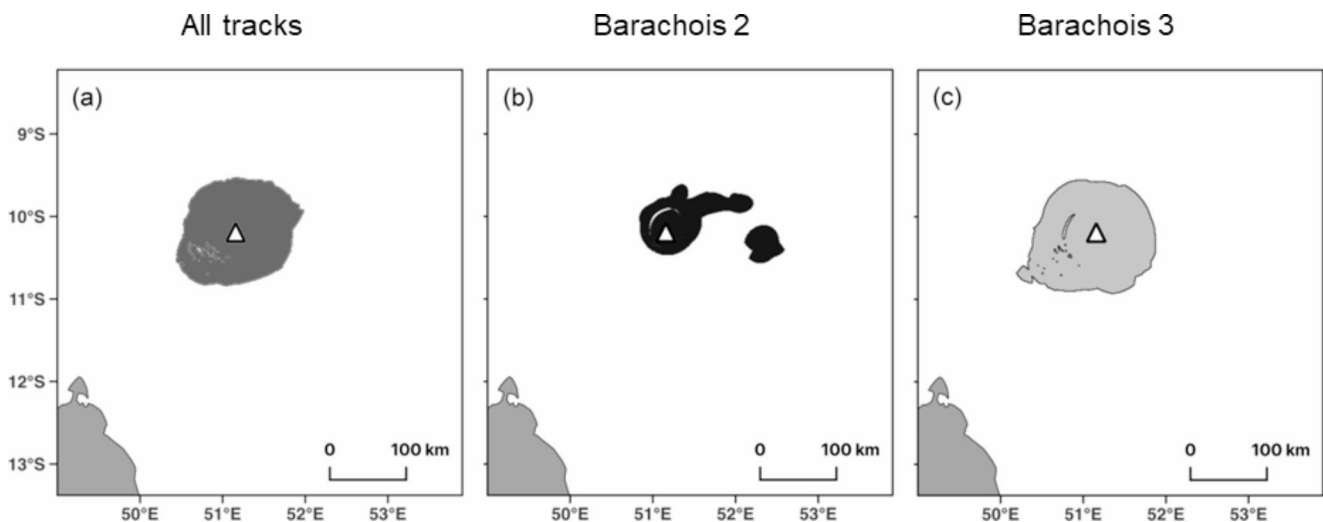 All tracks
Barachois 2
Barachois 3
(a)
(b)
(c)
9°S
10°S
11°S
12°S
13°S
0 100 km
0 100 km
0 100 km
50°E 51°E 52°E 53°E
50°E 51°E 52°E 53°E
50°E 51°E 52°E 53°E